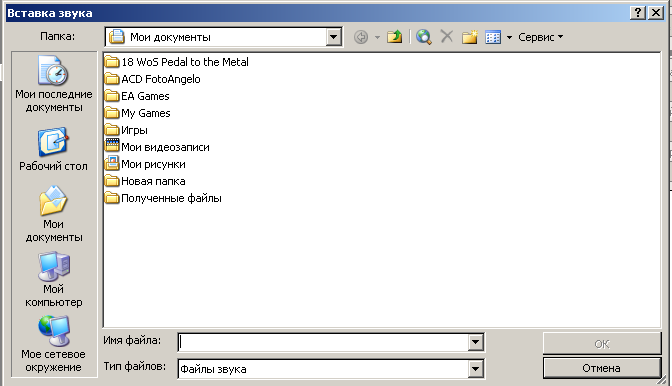 Вставка звука
Папка: Мои документы Сервис
Мои последние
документы
Рабочий стол
Мои
документы
Мой
компьютер
Мое сетевое
окружение
18 WoS Pedal to the Metal
ACD FotoAngelo
EA Games
My Games
Игры
Мои видеозаписи
Мои рисунки
Новая папка
Полученные файлы
Имя файла:
OK
Тип файлов: Файлы звука
Отмена